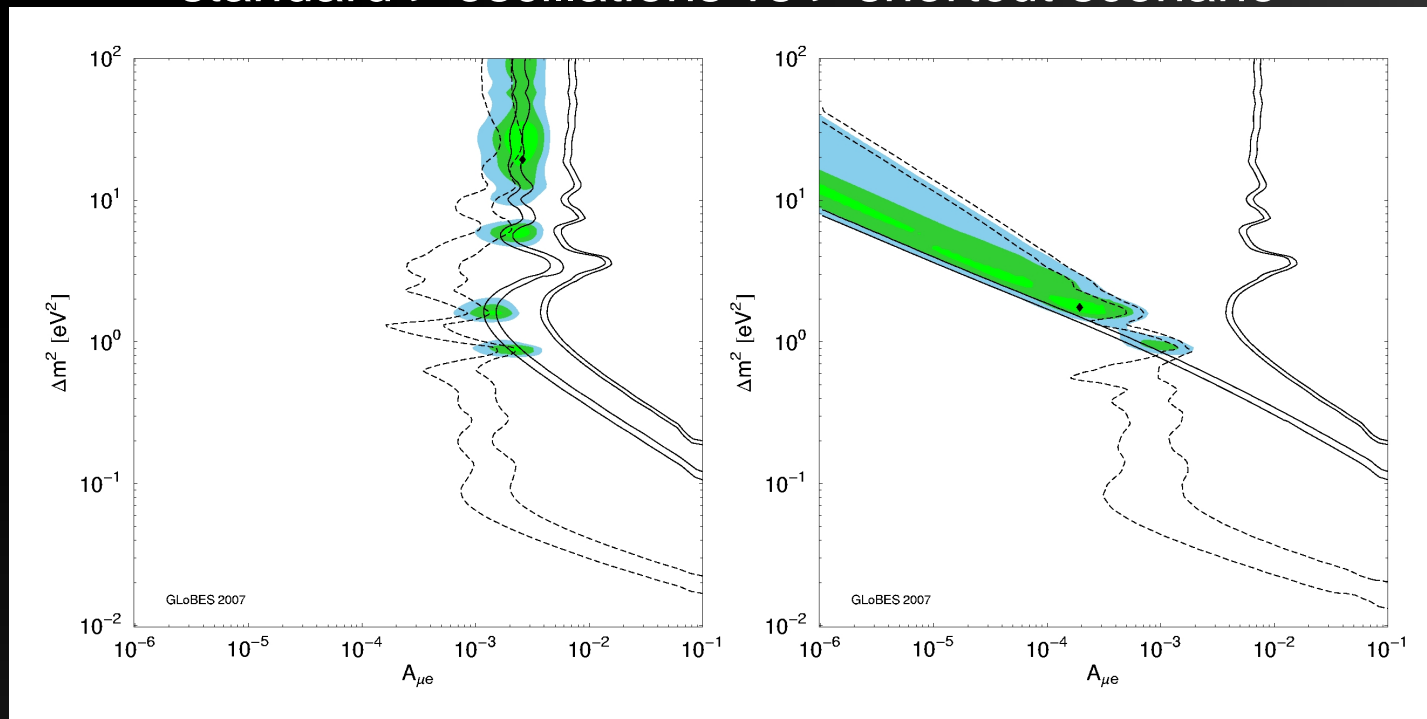 10² 10² 
10¹ 10¹
Δm² [eV²] Δm² [eV²]
10⁰ 10⁰
10⁻¹ 10⁻¹
GLoBES 2007 GLoBES 2007
10⁻² 10⁻²
10⁻⁶ 10⁻⁵ 10⁻⁴ 10⁻³ 10⁻² 10⁻¹ 10⁻⁶ 10⁻⁵ 10⁻⁴ 10⁻³ 10⁻² 10⁻¹
A_μe A_μe